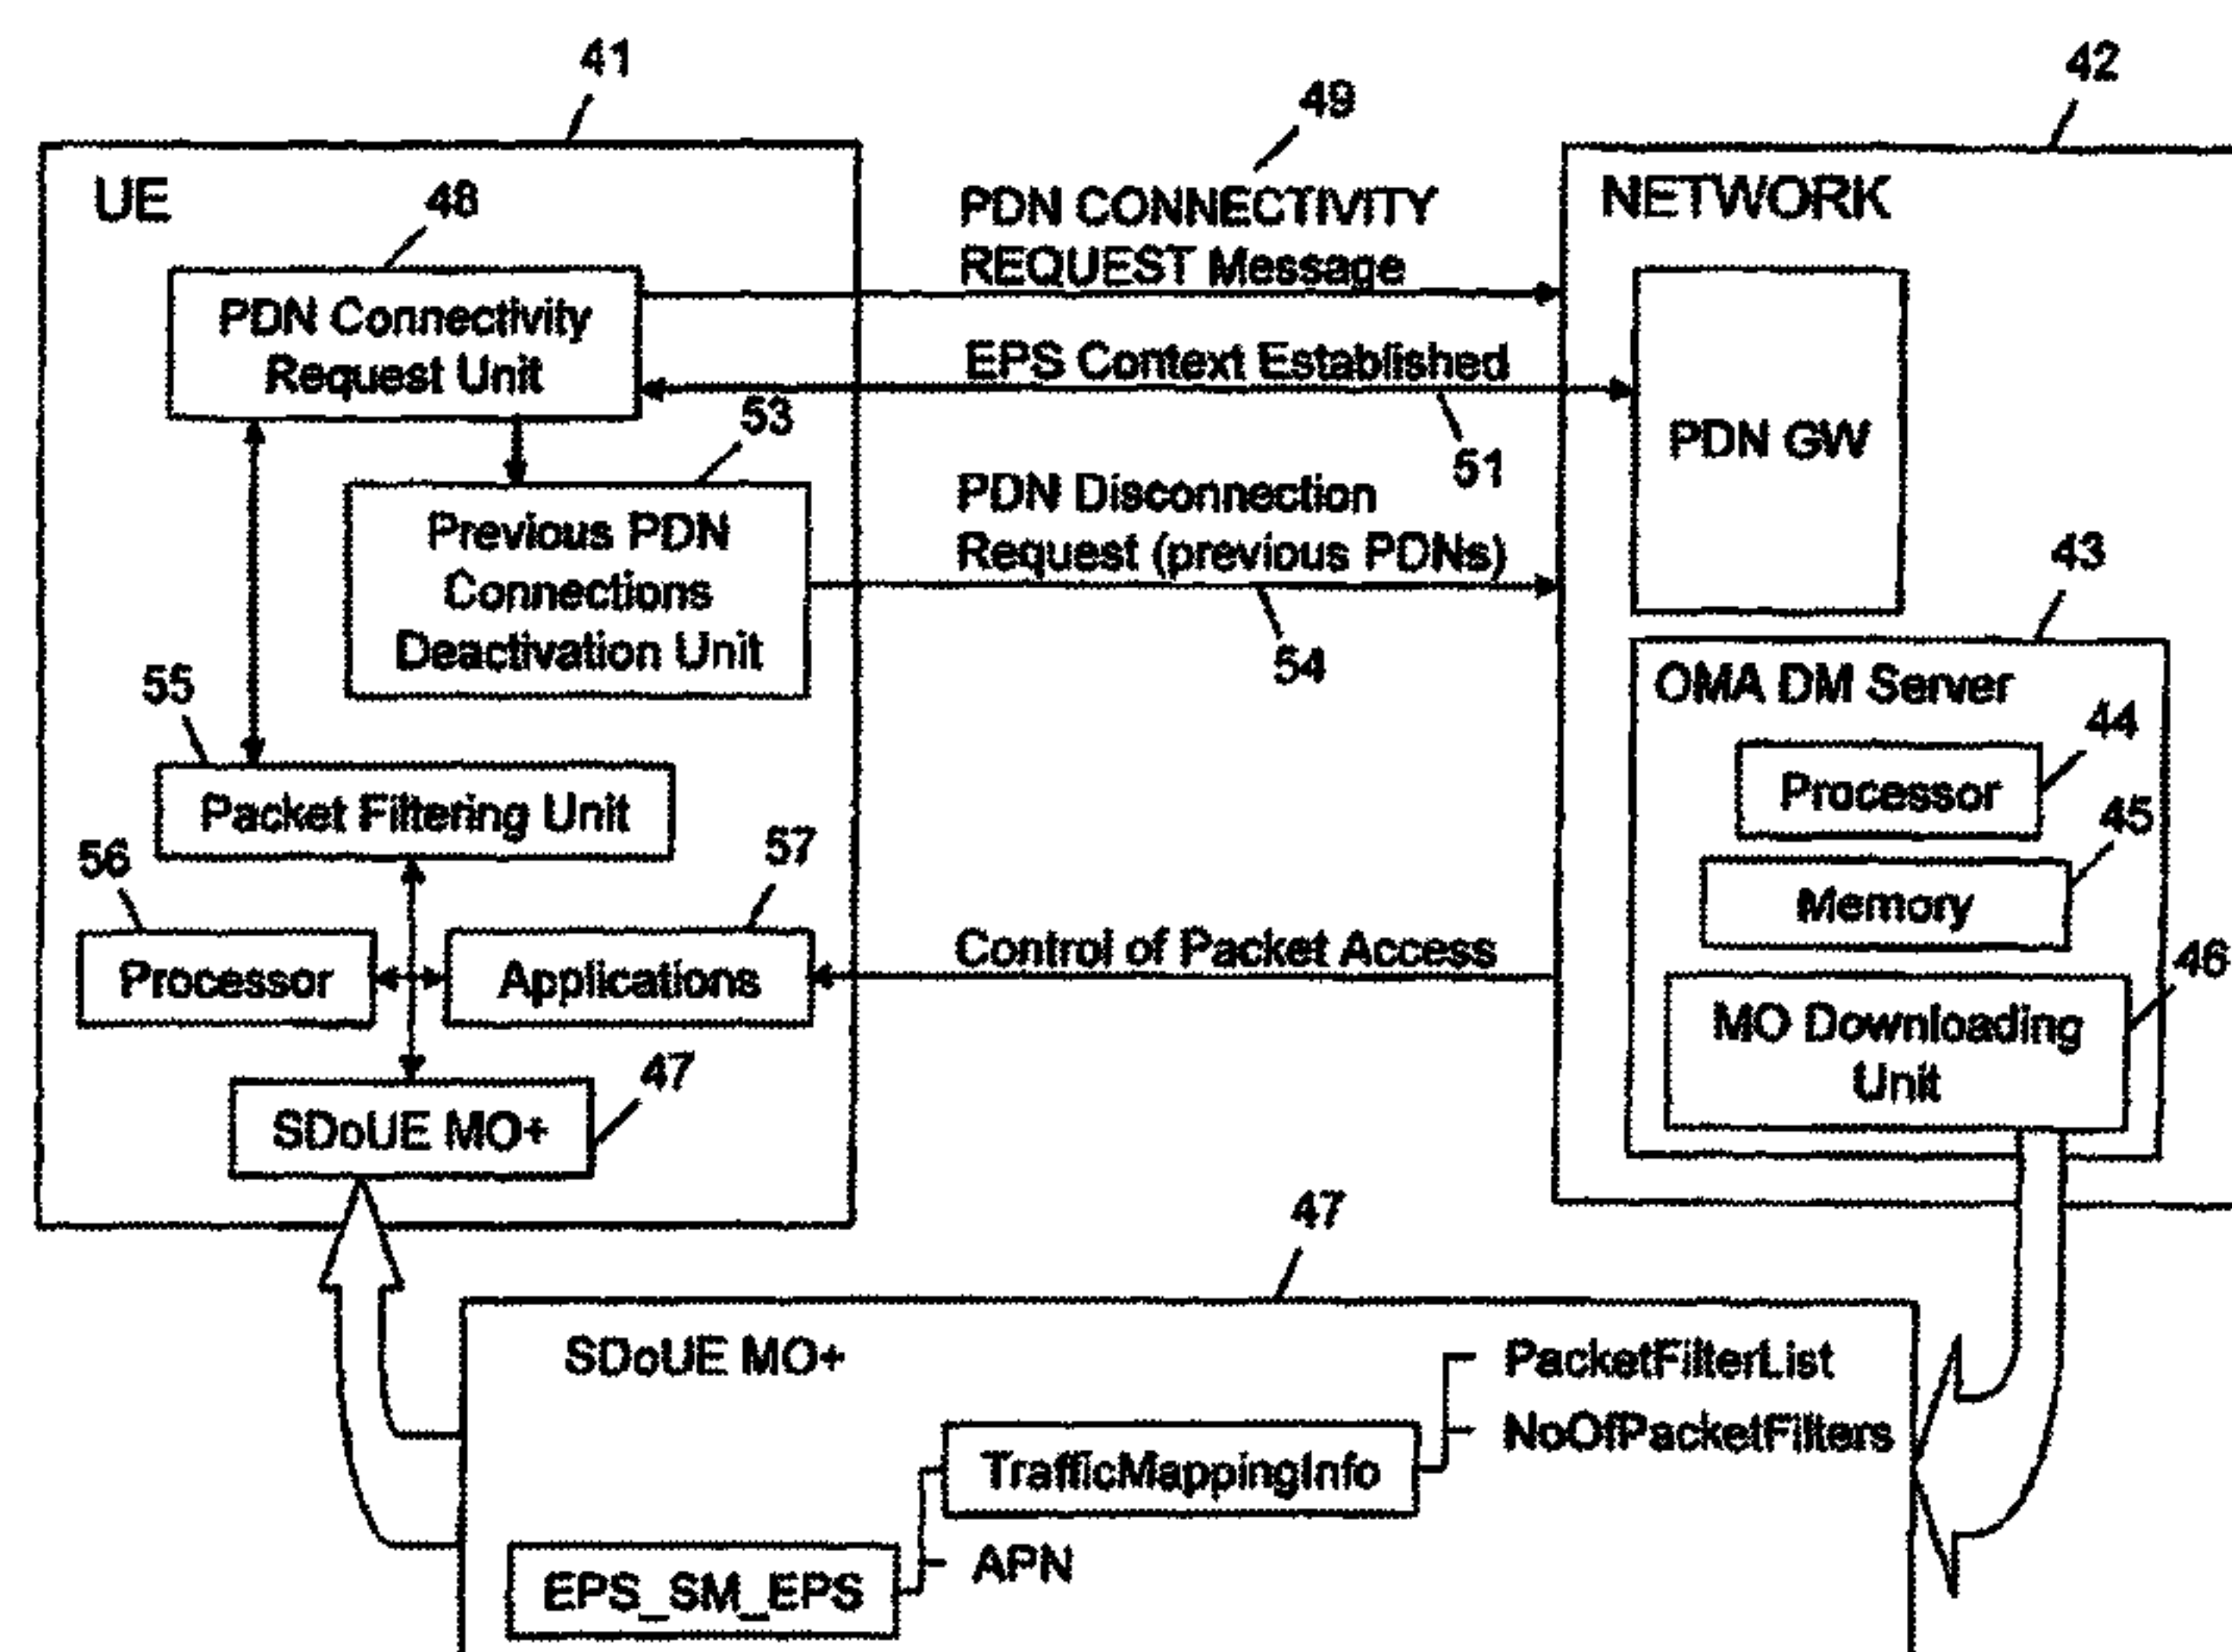 41
42
49
UE
48
PDN CONNECTIVITY
REQUEST Message
NETWORK
PDN Connectivity
Request Unit
EPS Context Established
53
51
PDN GW
Previous PDN
Connections
Deactivation Unit
PDN Disconnection
Request (previous PDNs)
54
43
OMA DM Server
44
Processor
45
Memory
46
MO Downloading
Unit
55
Packet Filtering Unit
56
57
Processor
Applications
Control of Packet Access
47
SDoUE MO+
47
SDoUE MO+
PacketFilterList
NoOfPacketFilters
TrafficMappingInfo
APN
EPS_SM_EPS